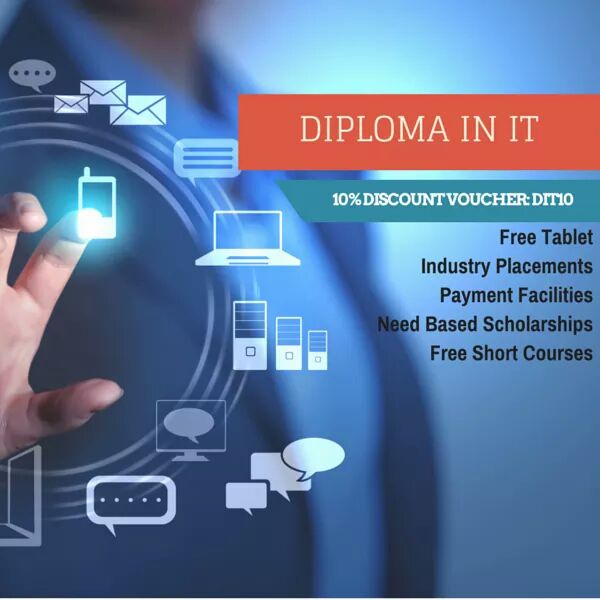 DIPLOMA IN IT
10% DISCOUNT VOUCHER: DIT10
Free Tablet
Industry Placements
Payment Facilities
Need Based Scholarships
Free Short Courses